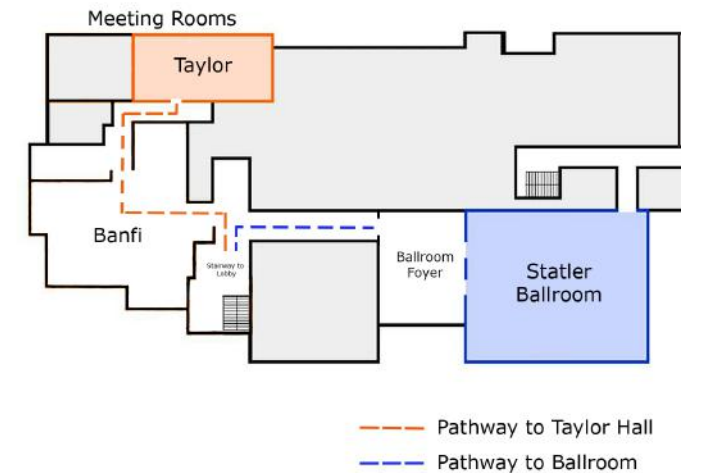 Meeting Rooms
Taylor
Banfi
Stairway to
Lobby
Ballroom
Foyer
Statler
Ballroom
Pathway to Taylor Hall
Pathway to Ballroom